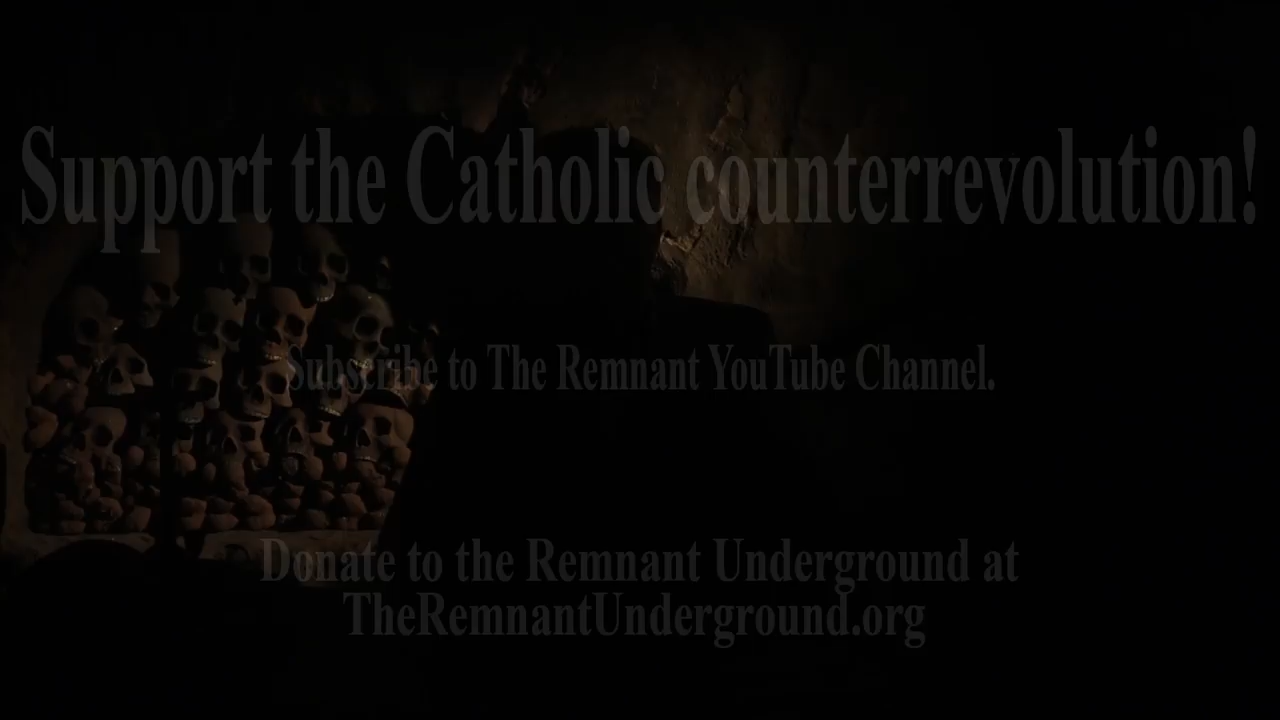 Support the Catholic counterrevolution!
Subscribe to The Remnant YouTube Channel.
Donate to the Remnant Underground at
TheRemnantUnderground.org